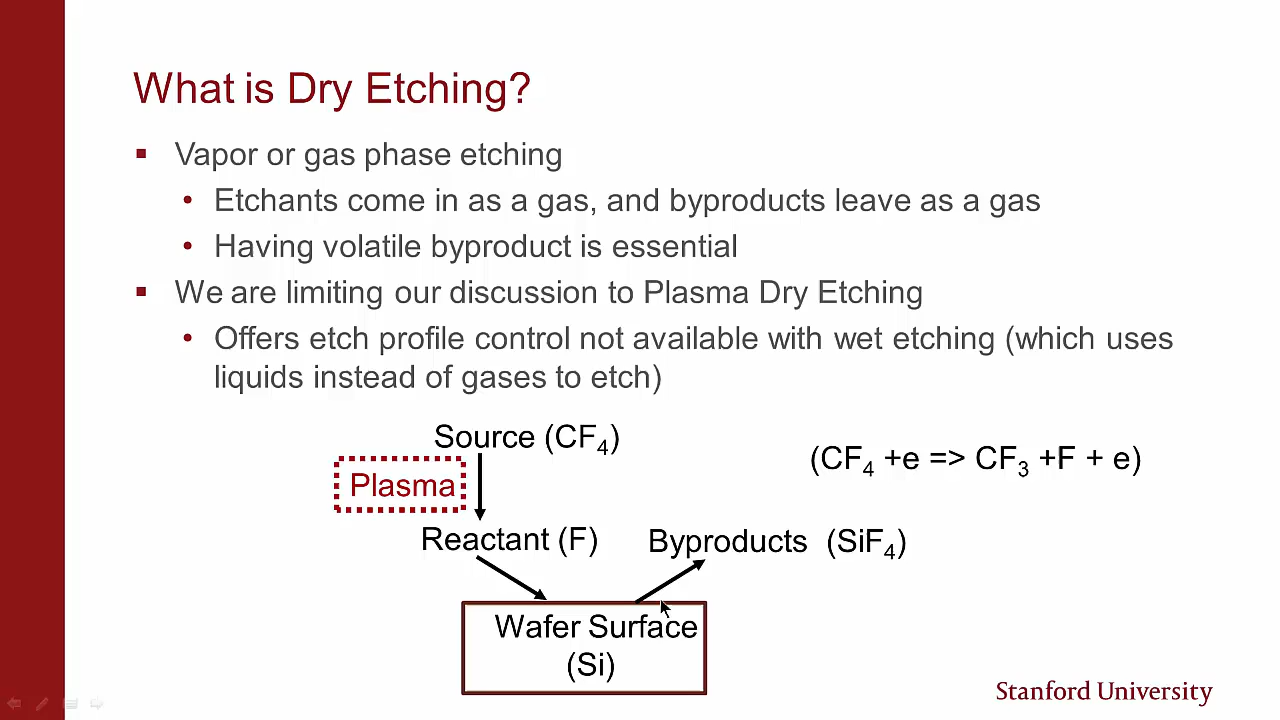 What is Dry Etching?
Vapor or gas phase etching
Etchants come in as a gas, and byproducts leave as a gas
Having volatile byproduct is essential
We are limiting our discussion to Plasma Dry Etching
Offers etch profile control not available with wet etching (which uses
liquids instead of gases to etch)
Source (CF₄)
(CF₄ +e => CF₃ +F + e)
Plasma
Reactant (F)
Byproducts (SiF₄)
Wafer Surface
(Si)
Stanford University